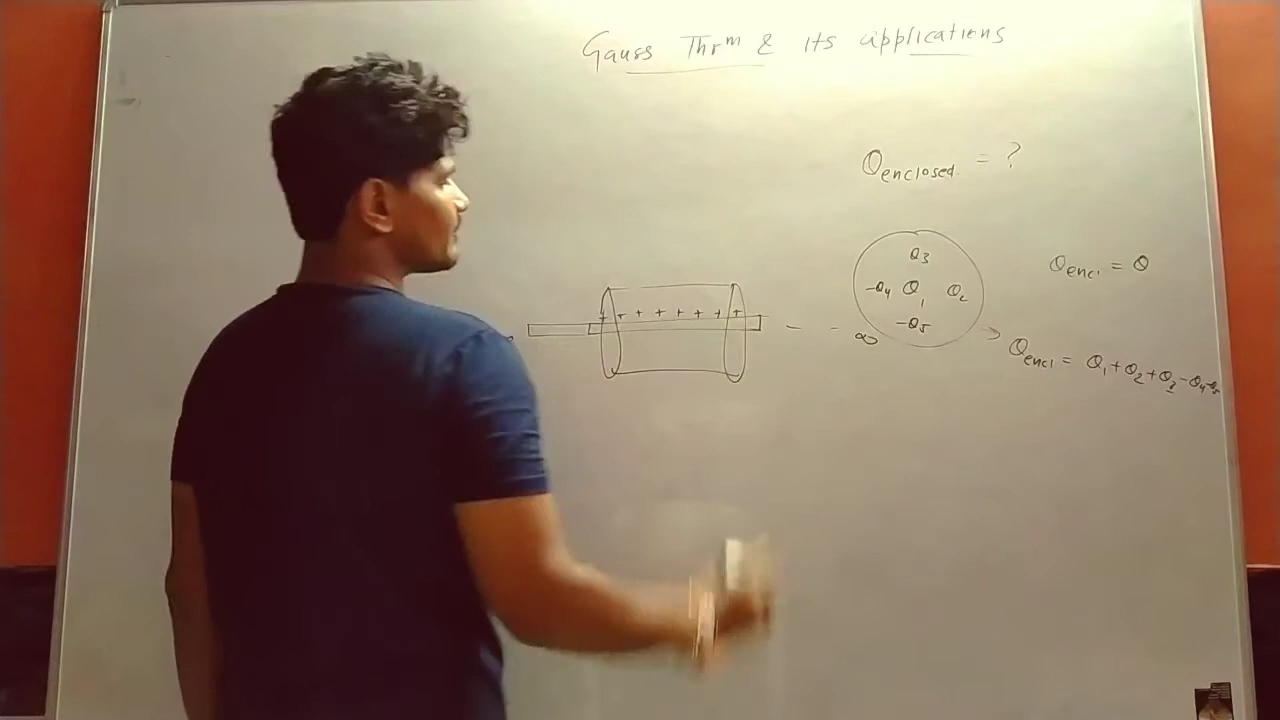 Gauss Thrm & its applications
Qenclosed. = ?
Q3
-Q4 Q1 Q2
-Q5
Qencl = Q
+ + + + + + + +
∞
Qencl = Q1 + Q2 + Q3 - Q4 - Q5